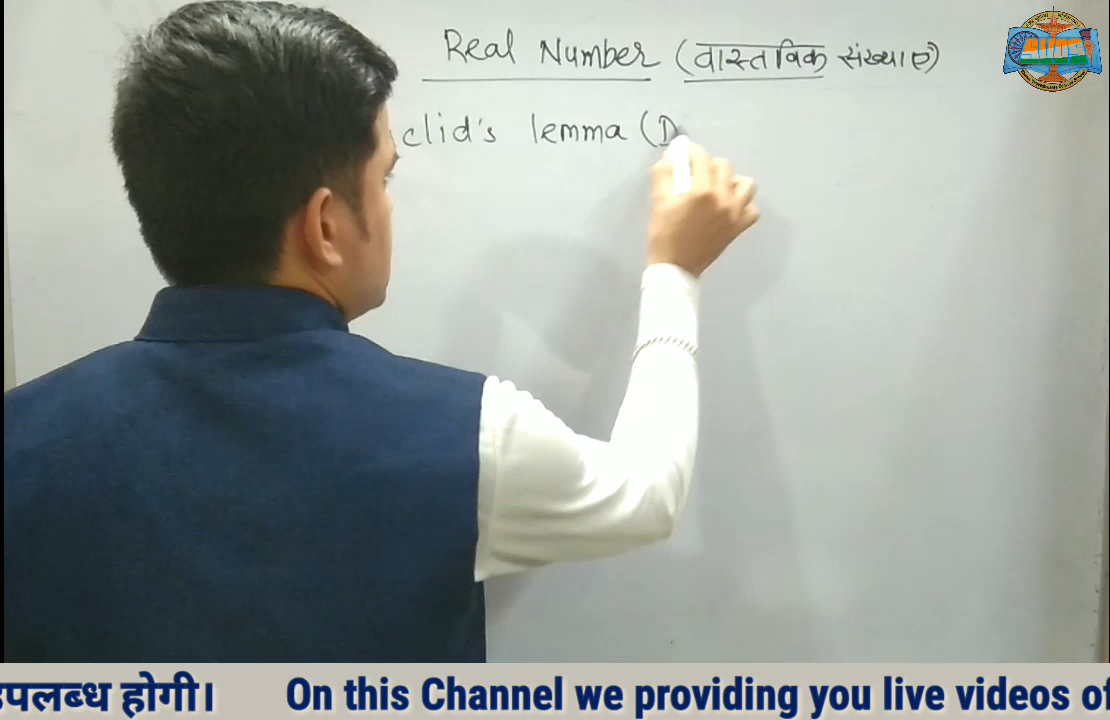 Real Number (वास्तविक संख्याएँ)
clid's lemma (D
उपलब्ध होगी। On this Channel we providing you live videos of